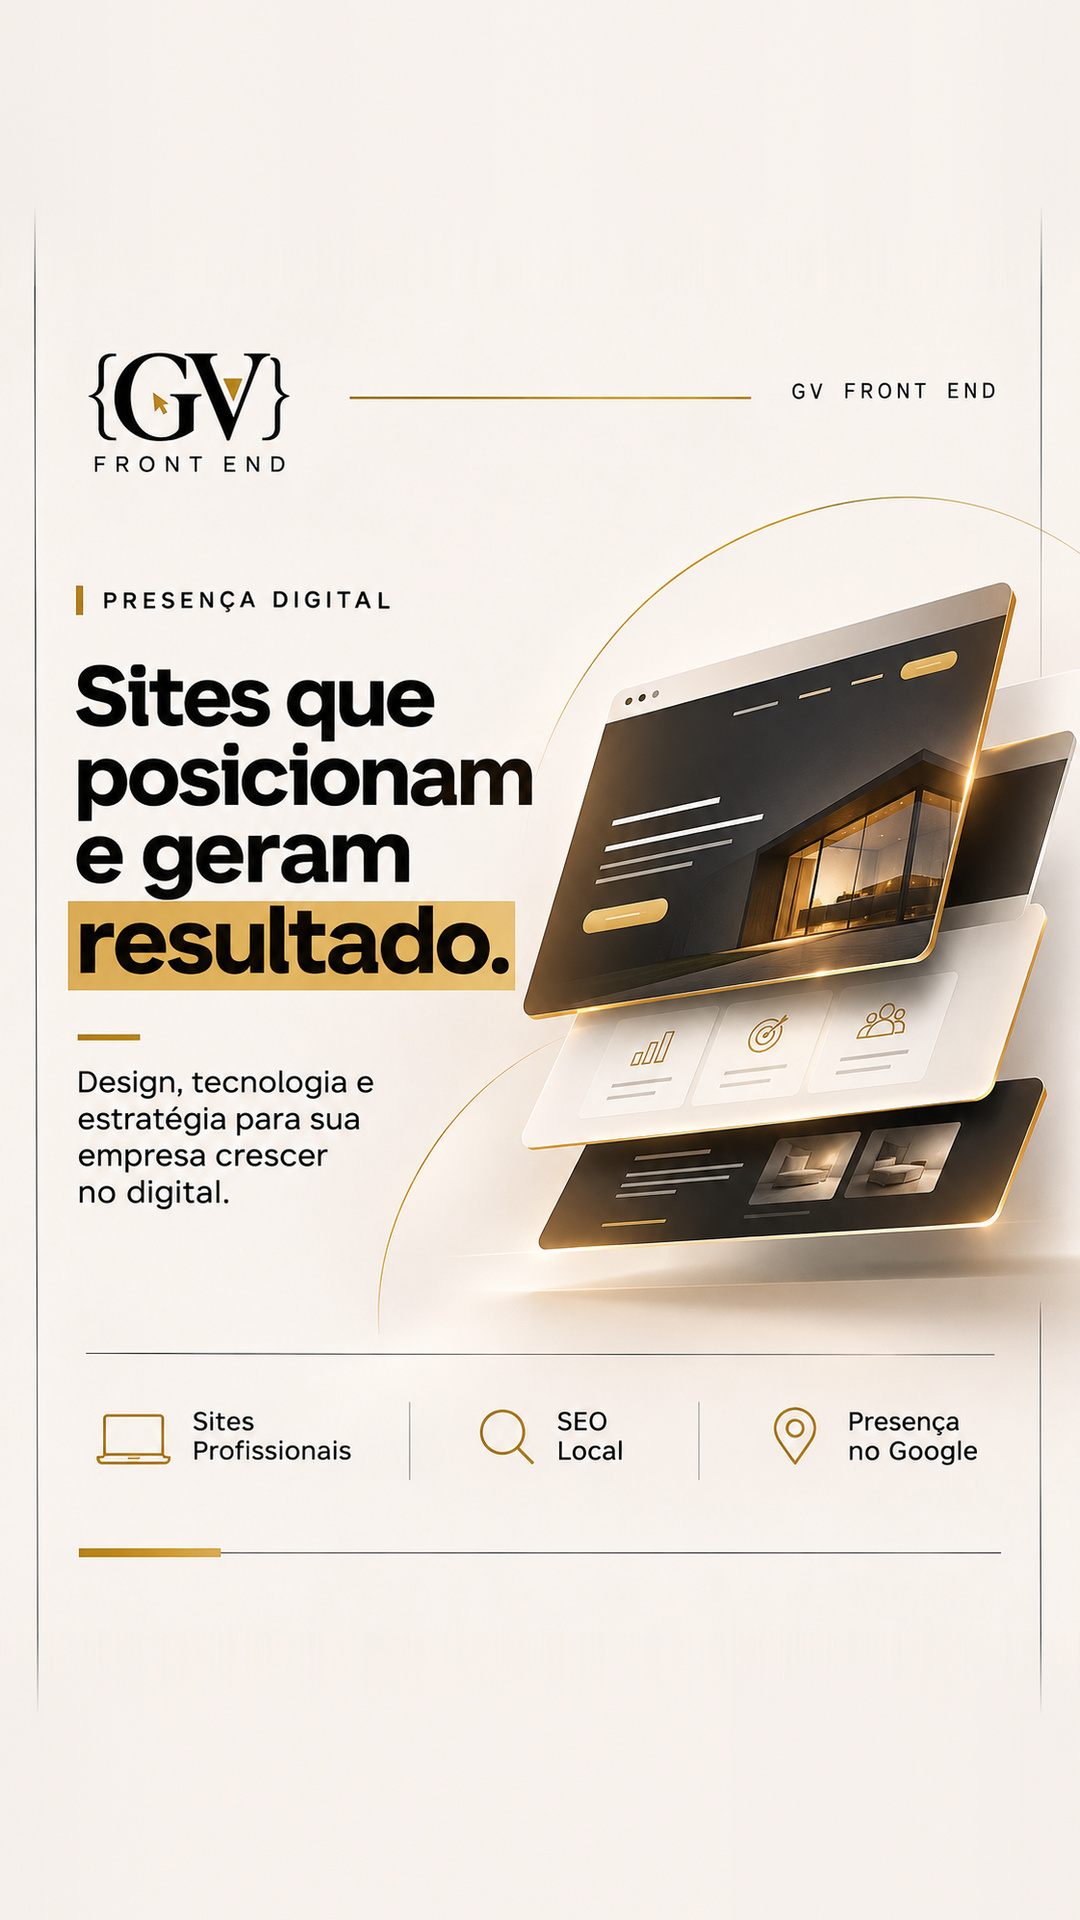 {GV}
FRONT END
GV FRONT END
PRESENÇA DIGITAL
Sites que
posicionam
e geram
resultado.
Design, tecnologia e
estratégia para sua
empresa crescer
no digital.
Sites
Profissionais
SEO
Local
Presença
no Google